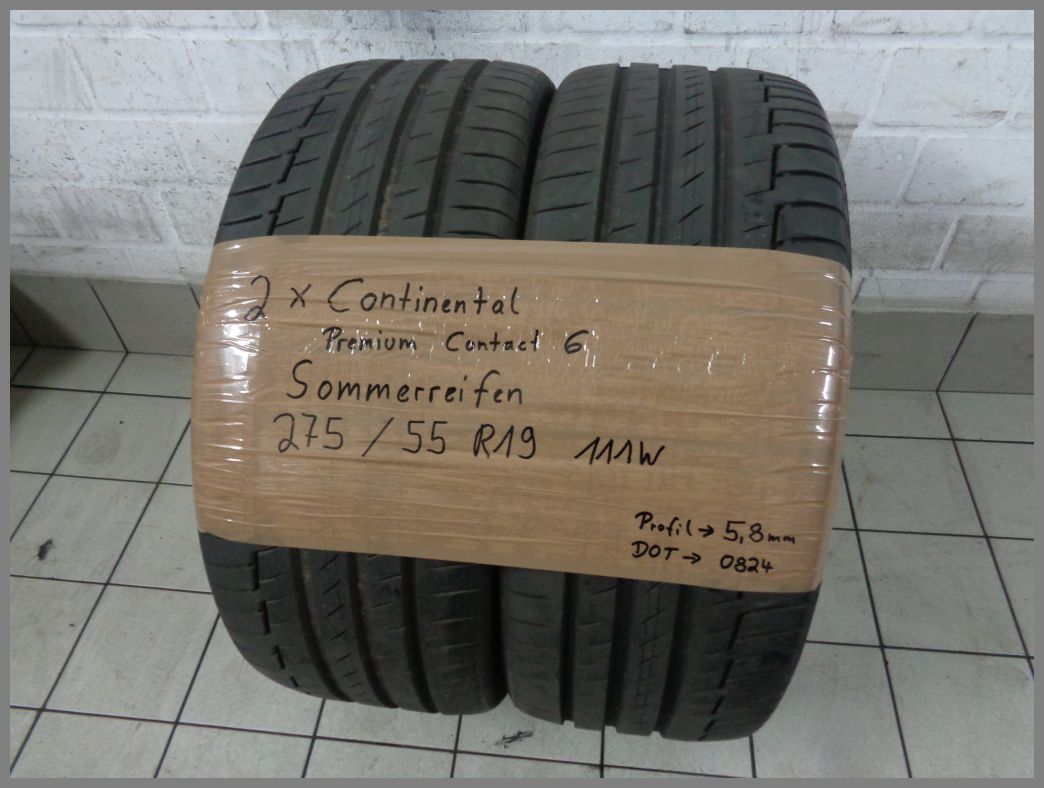 2 x Continental
Premium Contact 6
Sommerreifen
275 / 55 R19 111W
Profil → 5,8mm
DOT → 0824